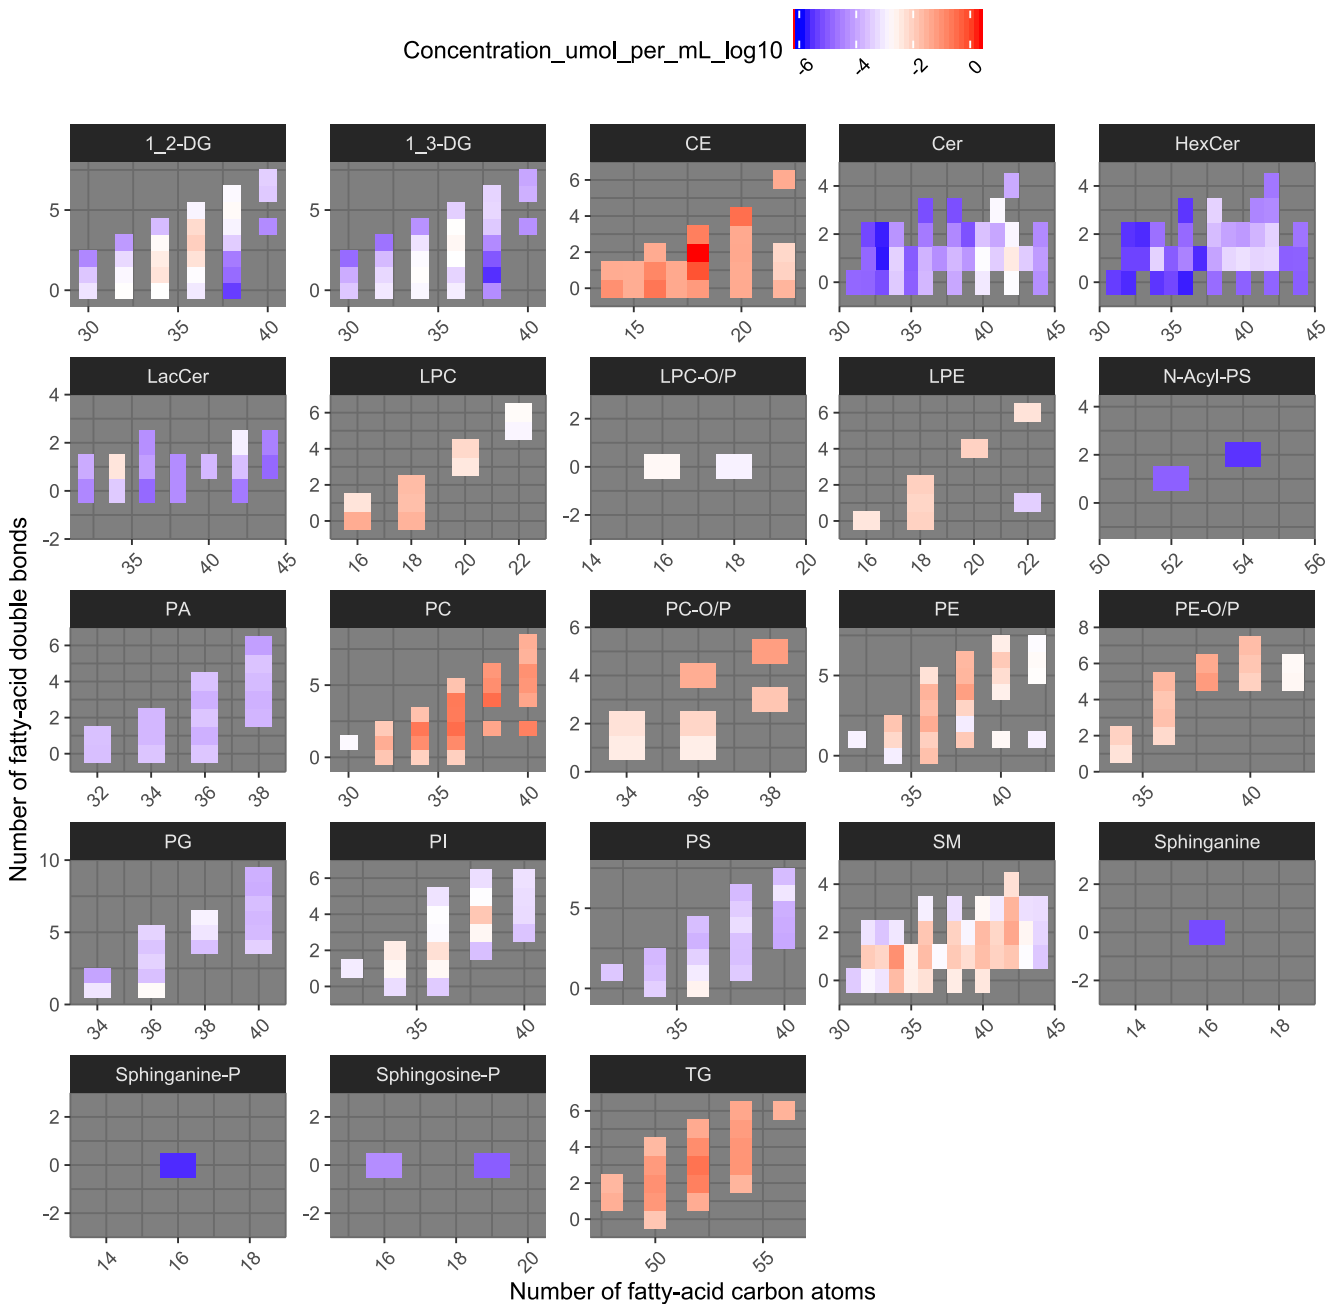 Concentration_umol_per_mL_log10
-6 -4 -2 0
1_2-DG 1_3-DG CE Cer HexCer
5 5 6 4 4
4
2 2 2
0 0 0 0 0
30 35 40 30 35 40 15 20 30 35 40 45 30 35 40 45
LacCer LPC LPC-O/P LPE N-Acyl-PS
4 6 2 6 4
2 4 4 2
0 2 0 2 0
-2 0 -2 0
35 40 45 16 18 20 22 14 16 18 20 16 18 20 22 50 52 54 56
Number of fatty-acid double bonds
PA PC PC-O/P PE PE-O/P
6 5 6 5 8
4 4 6
2 2 4
0 0 0 0 2
0
32 34 36 38 30 35 40 34 36 38 35 40 35 40
PG PI PS SM Sphinganine
10 6 5 4 2
5 4 2 0
2
0 0 0 0 -2
34 36 38 40 35 40 35 40 30 35 40 45 14 16 18
Sphinganine-P Sphingosine-P TG
2 2 6
0 0 4
-2 -2 2
0
14 16 18 16 18 20 50 55
Number of fatty-acid carbon atoms